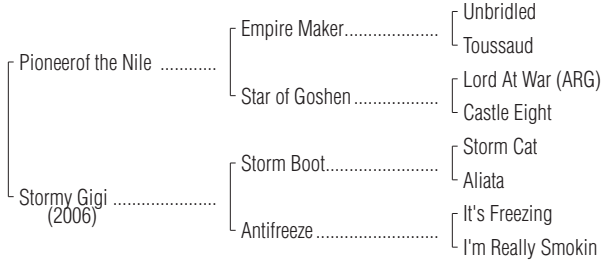 Unbridled
Empire Maker....................
Toussaud
Pioneerof the Nile ............
Lord At War (ARG)
Star of Goshen..................
Castle Eight
Storm Cat
Storm Boot........................
Aliata
Stormy Gigi ......................
(2006)
It's Freezing
Antifreeze..........................
I'm Really Smokin